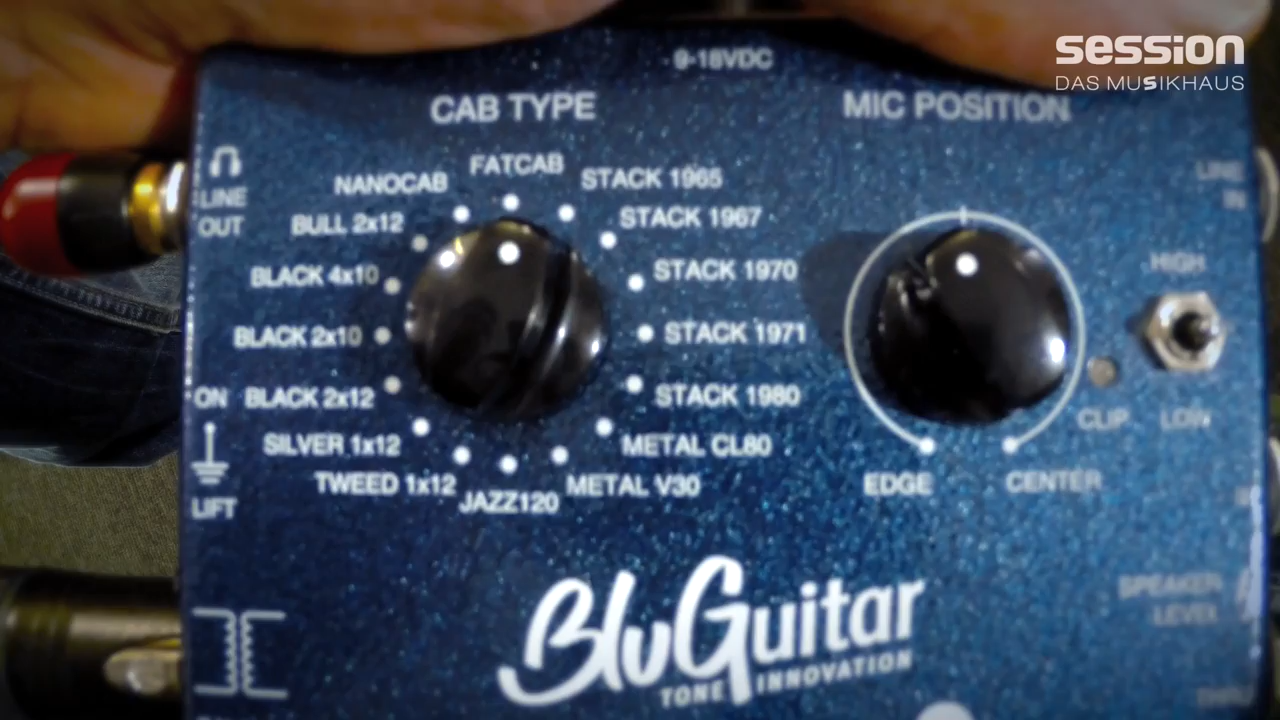 session
DAS MUSIKHAUS
9-18VDC
CAB TYPE
MIC POSITION
FATCAB
NANOCAB
STACK 1965
LINE
OUT
BULL 2x12
STACK 1967
LINE
IN
BLACK 4x10
STACK 1970
HIGH
BLACK 2x10
STACK 1971
ON
BLACK 2x12
STACK 1980
CLIP
LOW
SILVER 1x12
METAL CL80
TWEED 1x12
JAZZ120
METAL V30
EDGE
CENTER
LIFT
SPEAKER
LEVEL
BluGuitar
TONE INNOVATION
THRU